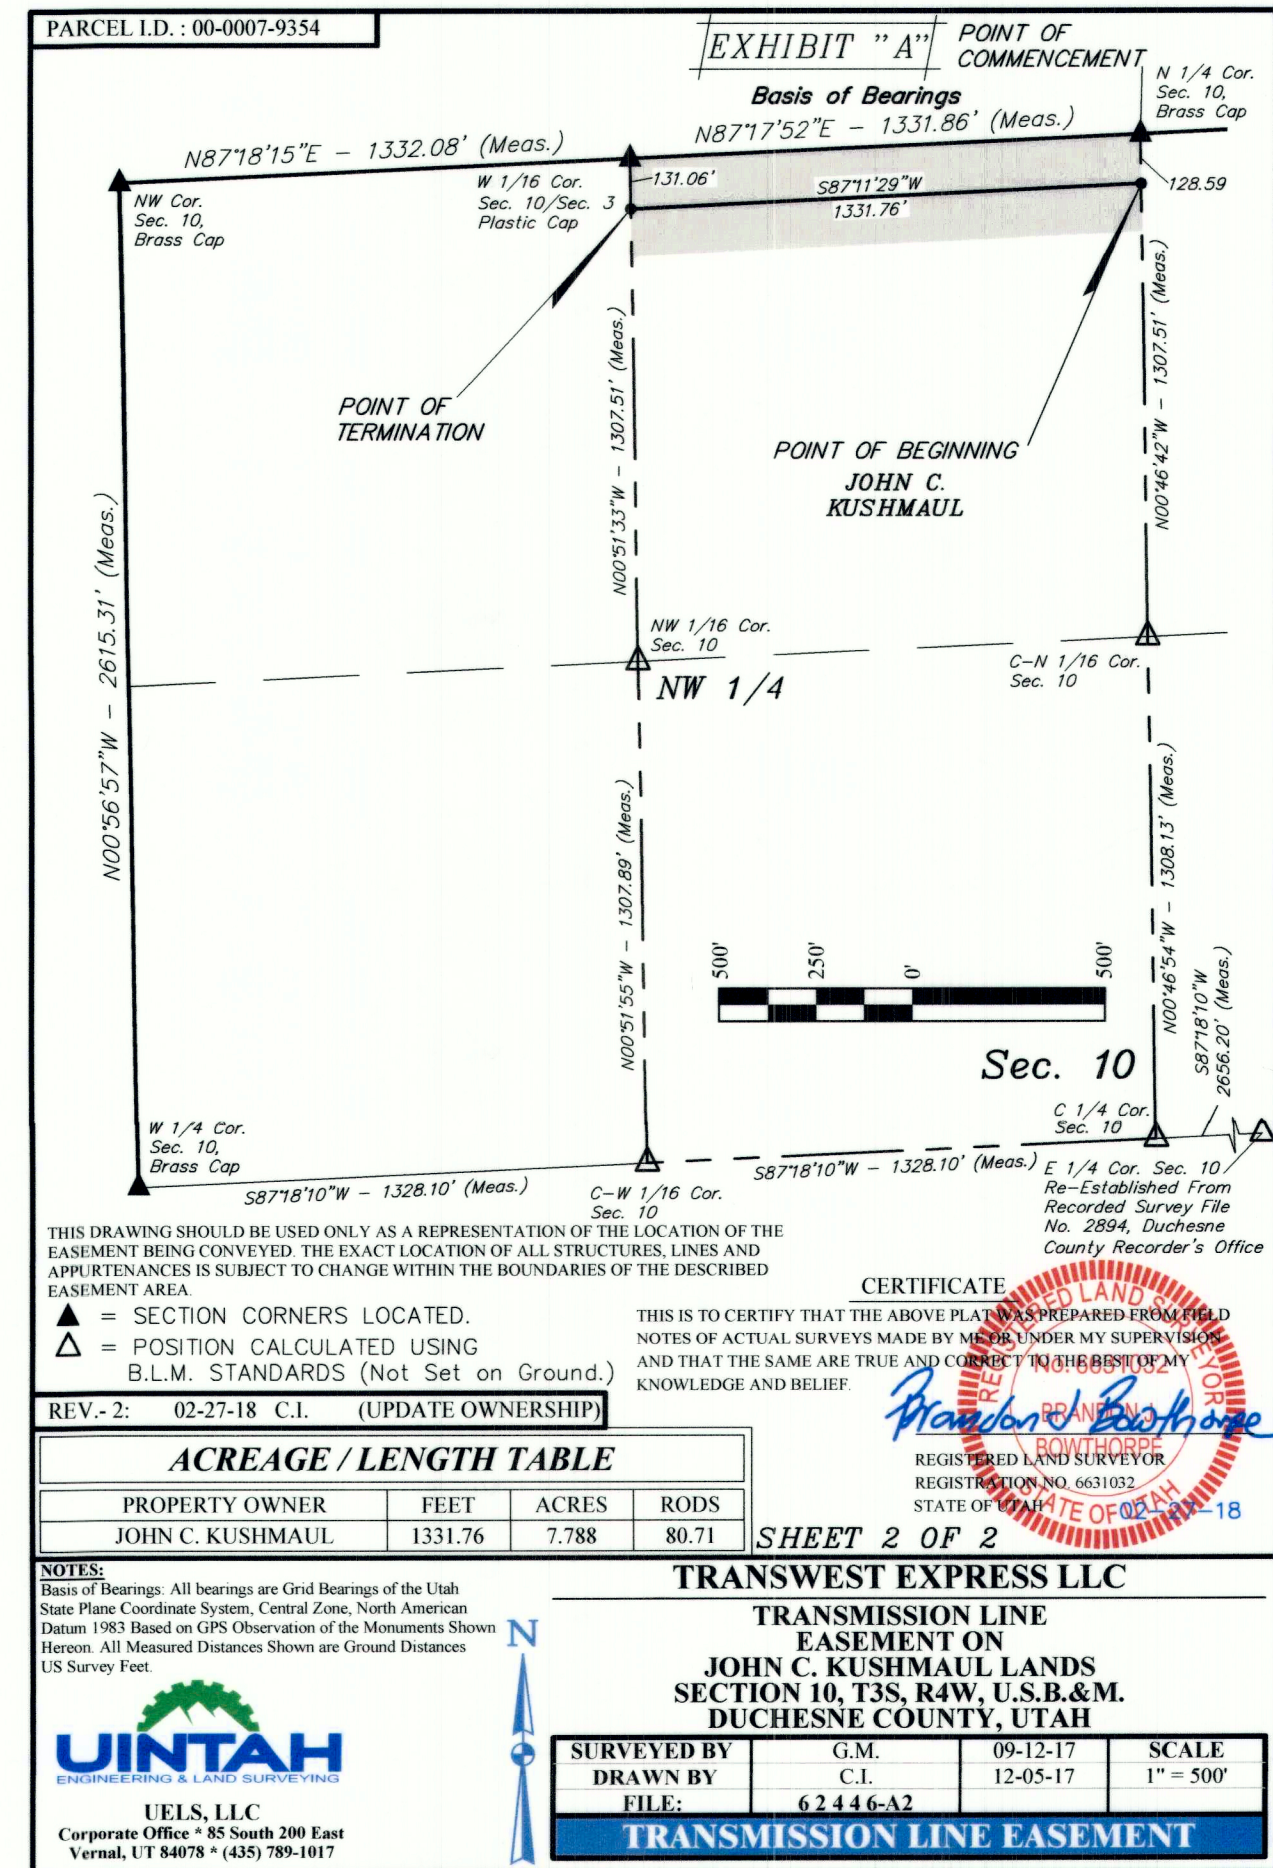 PARCEL I.D. : 00-0007-9354
EXHIBIT "A"
POINT OF
COMMENCEMENT
N 1/4 Cor.
Sec. 10,
Brass Cap
Basis of Bearings
N87°17'52"E - 1331.86' (Meas.)
N87°18'15"E - 1332.08' (Meas.)
NW Cor.
Sec. 10,
Brass Cap
W 1/16 Cor.
Sec. 10/Sec. 3
Plastic Cap
131.06'
S87°11'29"W
1331.76'
128.59
POINT OF
TERMINATION
N00°51'33"W - 1307.51' (Meas.)
N00°46'42"W - 1307.51' (Meas.)
POINT OF BEGINNING
JOHN C.
KUSHMAUL
N00°56'57"W - 2615.31' (Meas.)
NW 1/16 Cor.
Sec. 10
C-N 1/16 Cor.
Sec. 10
NW 1/4
N00°51'55"W - 1307.89' (Meas.)
N00°46'54"W - 1308.13' (Meas.)
500' 250' 0' 500'
S87°18'10"W
2656.20' (Meas.)
Sec. 10
C 1/4 Cor.
Sec. 10
W 1/4 Cor.
Sec. 10,
Brass Cap
S87°18'10"W - 1328.10' (Meas.)
C-W 1/16 Cor.
Sec. 10
S87°18'10"W - 1328.10' (Meas.)
E 1/4 Cor. Sec. 10
Re-Established From
Recorded Survey File
No. 2894, Duchesne
County Recorder's Office
THIS DRAWING SHOULD BE USED ONLY AS A REPRESENTATION OF THE LOCATION OF THE
EASEMENT BEING CONVEYED. THE EXACT LOCATION OF ALL STRUCTURES, LINES AND
APPURTENANCES IS SUBJECT TO CHANGE WITHIN THE BOUNDARIES OF THE DESCRIBED
EASEMENT AREA.
▲ = SECTION CORNERS LOCATED.
△ = POSITION CALCULATED USING
B.L.M. STANDARDS (Not Set on Ground.)
CERTIFICATE
THIS IS TO CERTIFY THAT THE ABOVE PLAT WAS PREPARED FROM FIELD
NOTES OF ACTUAL SURVEYS MADE BY ME OR UNDER MY SUPERVISION
AND THAT THE SAME ARE TRUE AND CORRECT TO THE BEST OF MY
KNOWLEDGE AND BELIEF.
REGISTERED LAND SURVEYOR
No. 6631032
BRANDON J.
BOWTHORPE
STATE OF UTAH
Brandon J Bowthorpe
REGISTERED LAND SURVEYOR
REGISTRATION NO. 6631032
STATE OF UTAH
02-27-18
REV.- 2: 02-27-18 C.I. (UPDATE OWNERSHIP)
ACREAGE / LENGTH TABLE
PROPERTY OWNER FEET ACRES RODS
JOHN C. KUSHMAUL 1331.76 7.788 80.71
SHEET 2 OF 2
NOTES:
Basis of Bearings: All bearings are Grid Bearings of the Utah
State Plane Coordinate System, Central Zone, North American
Datum 1983 Based on GPS Observation of the Monuments Shown
Hereon. All Measured Distances Shown are Ground Distances
US Survey Feet.
N
UINTAH
ENGINEERING & LAND SURVEYING
UELS, LLC
Corporate Office * 85 South 200 East
Vernal, UT 84078 * (435) 789-1017
TRANSWEST EXPRESS LLC
TRANSMISSION LINE
EASEMENT ON
JOHN C. KUSHMAUL LANDS
SECTION 10, T3S, R4W, U.S.B.&M.
DUCHESNE COUNTY, UTAH
SURVEYED BY G.M. 09-12-17 SCALE
DRAWN BY C.I. 12-05-17 1" = 500'
FILE: 6 2 4 4 6-A2
TRANSMISSION LINE EASEMENT